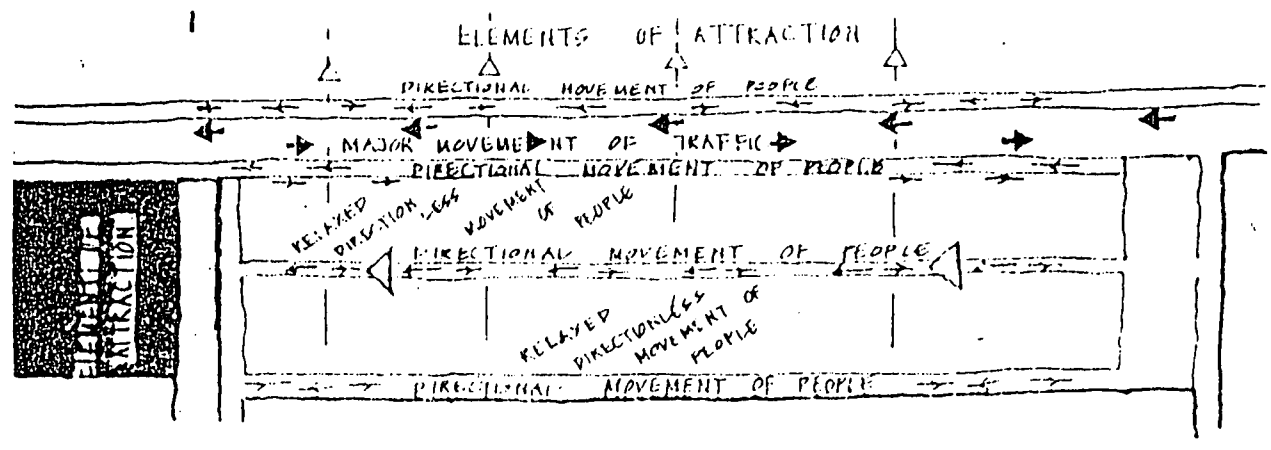 ELEMENTS OF ATTRACTION
DIRECTIONAL MOVEMENT OF PEOPLE
MAJOR MOVEMENT OF TRAFFIC
DIRECTIONAL MOVEMENT OF PEOPLE
RELAXED
DIRECTIONLESS
MOVEMENT
OF
PEOPLE
ELEMENTS OF
ATTRACTION
DIRECTIONAL MOVEMENT OF PEOPLE
RELAXED
DIRECTIONLESS
MOVEMENT OF
PEOPLE
DIRECTIONAL MOVEMENT OF PEOPLE